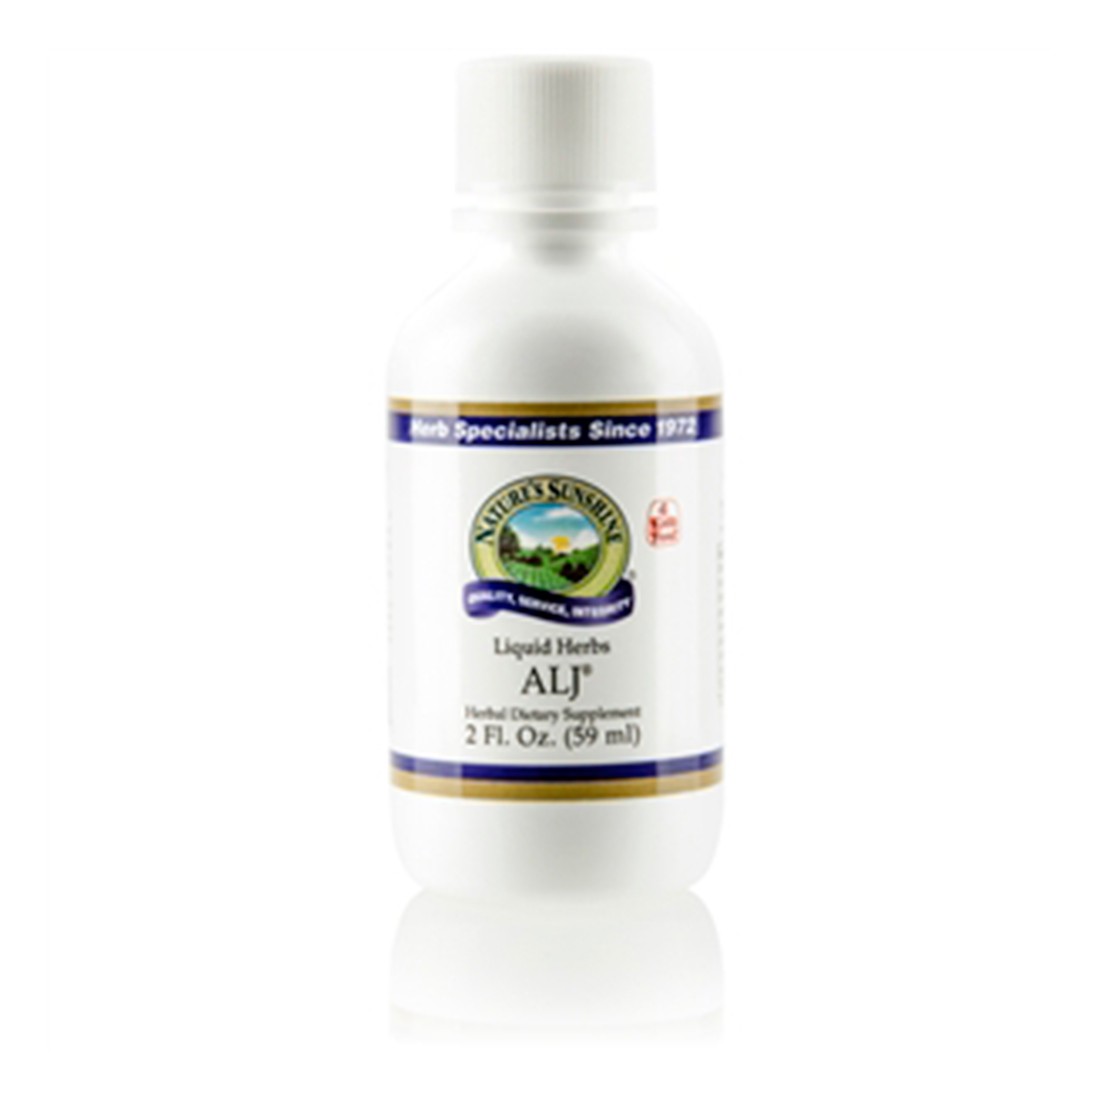 Herb Specialists Since 1972
NATURE'S SUNSHINE
®
QUALITY, SERVICE, INTEGRITY
Liquid Herbs
ALJ®
Herbal Dietary Supplement
2 Fl. Oz. (59 ml)